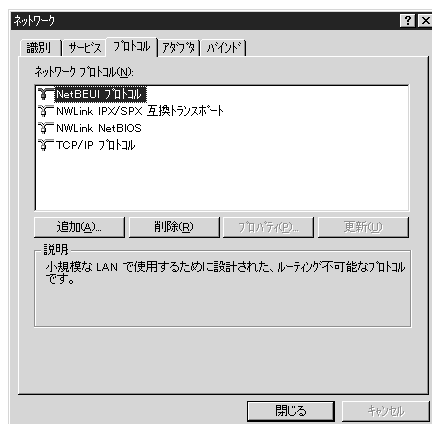 ネットワーク
識別 サービス プロトコル アダプタ バインド
ネットワーク プロトコル(N):
NetBEUI プロトコル
NWLink IPX/SPX 互換トランスポート
NWLink NetBIOS
TCP/IP プロトコル
追加(A)... 削除(R) プロパティ(P)... 更新(U)
説明
小規模な LAN で使用するために設計された、ルーティング不可能なプロトコル
です。
閉じる キャンセル